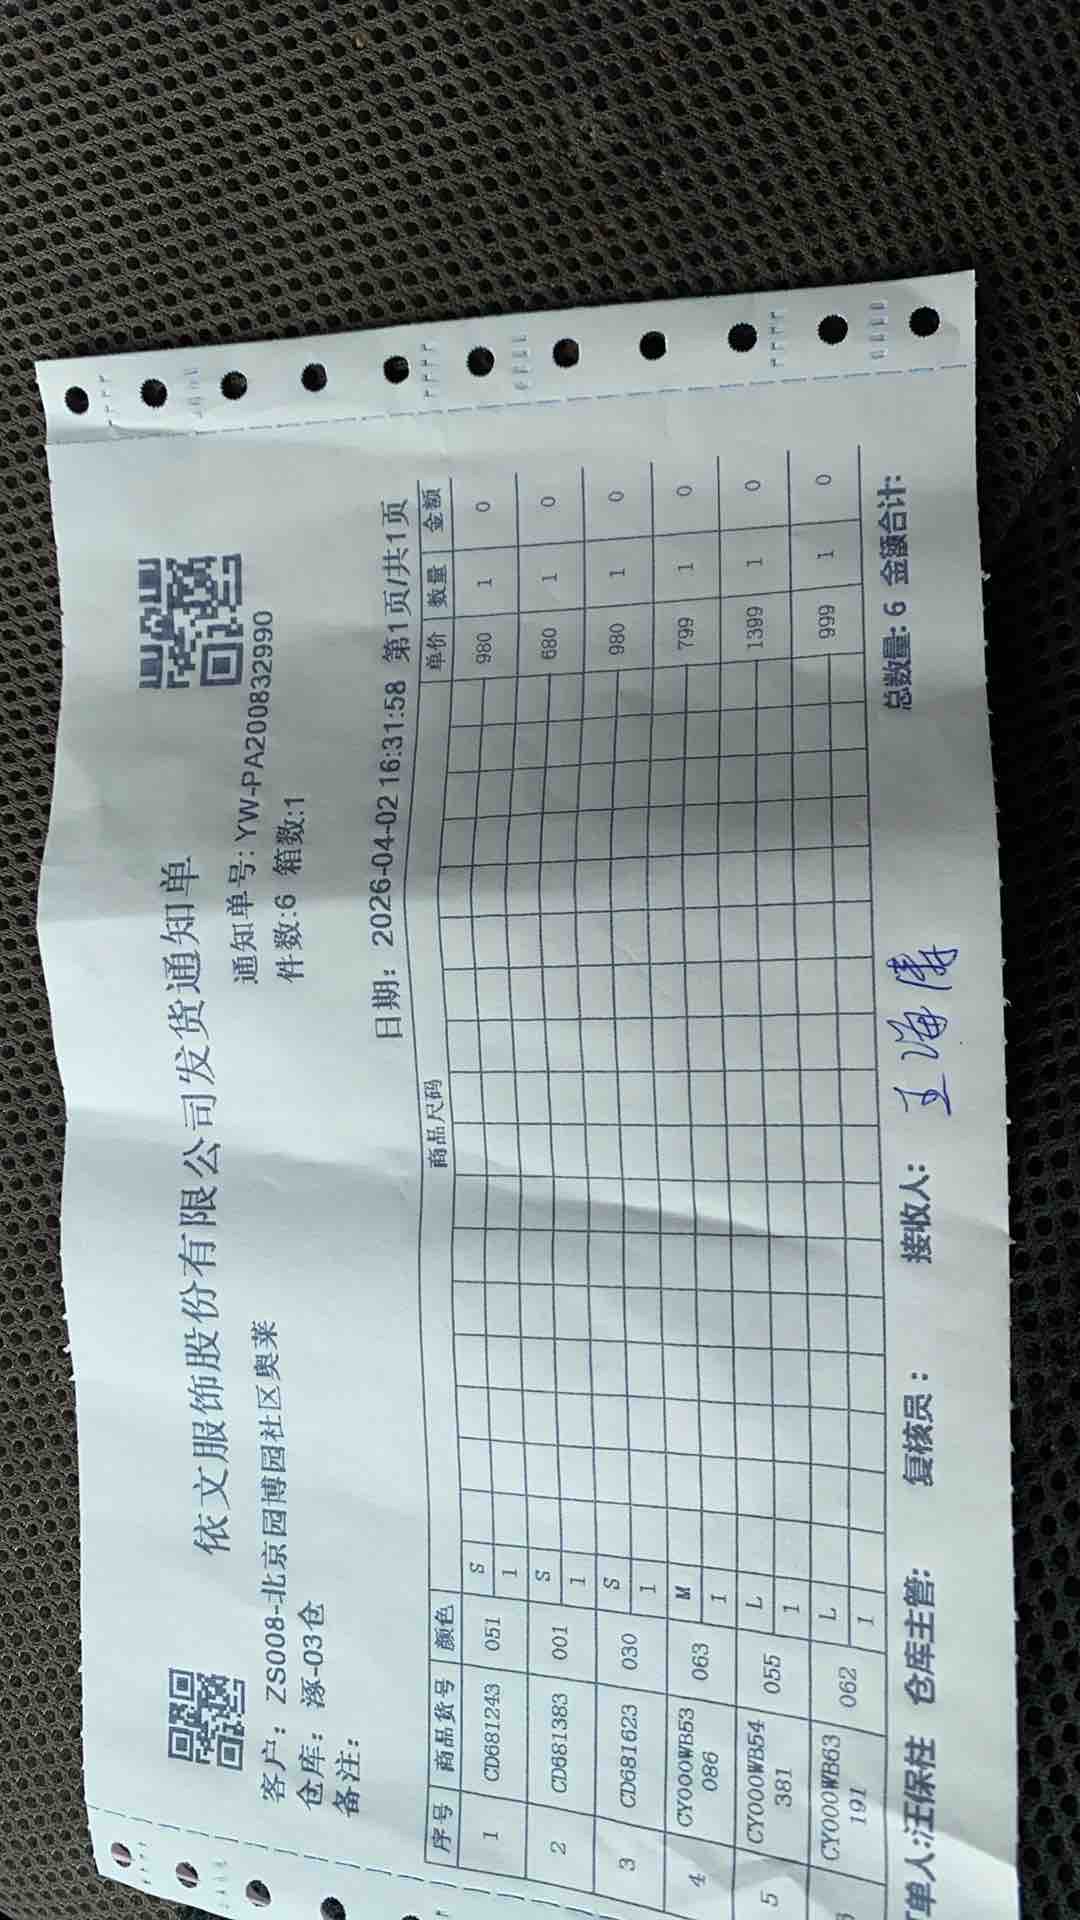 依文服饰股份有限公司发货通知单
客户：ZS008-北京园博园社区奥莱 通知单号：YW-PA200832990
仓库：涿-03仓 件数:6 箱数:1
备注：
日期：2026-04-02 16:31:58 第1页/共1页
序号 商品货号 颜色 商品尺码 单价 数量 金额
1 CD681243 051 S 980 1 0
1
2 CD681383 001 S 680 1 0
1
3 CD681623 030 S 980 1 0
1
4 CY000WB53086 063 M 799 1 0
1
5 CY000WB54381 055 L 1399 1 0
1
CY000WB63191 062 L 999 1 0
1
总数量: 6 金额合计:
单人:汪保柱 仓库主管: 复核员： 接收人: 王海涛